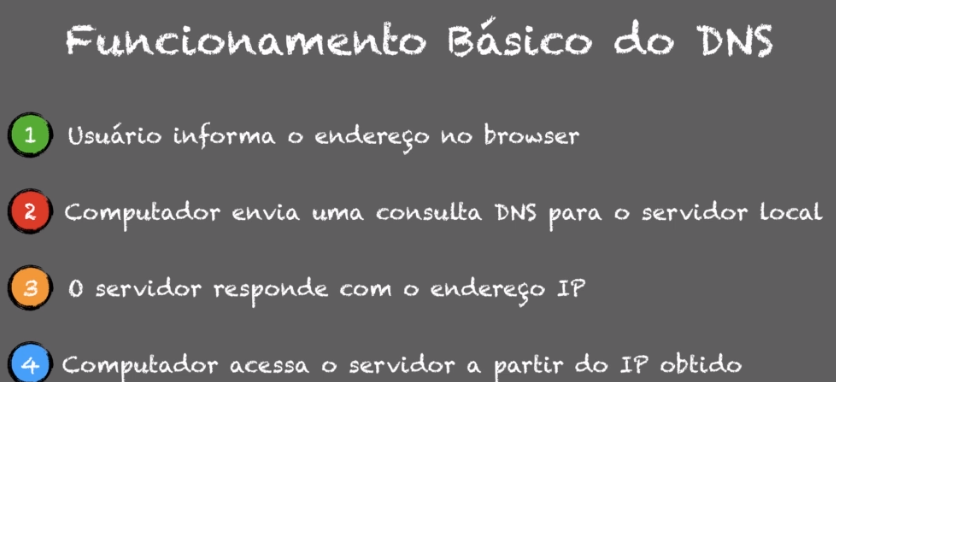 Funcionamento Básico do DNS
1 Usuário informa o endereço no browser
2 Computador envia uma consulta DNS para o servidor local
3 O servidor responde com o endereço IP
4 Computador acessa o servidor a partir do IP obtido